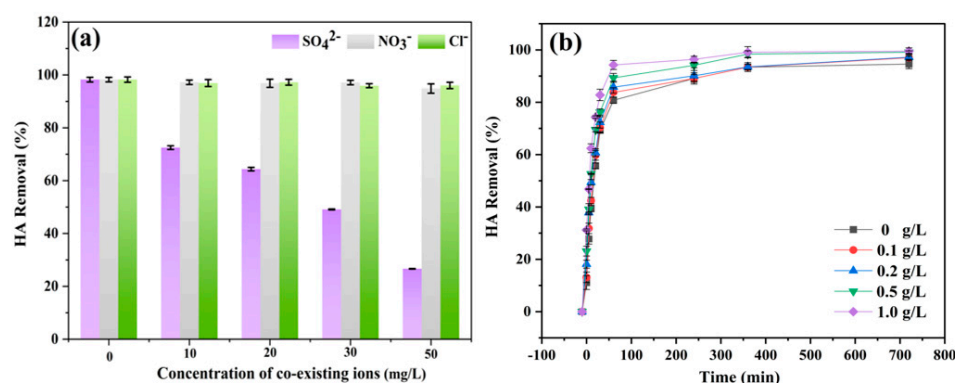 (a)
SO₄²⁻ NO₃⁻ Cl⁻
HA Removal (%)
120
100
80
60
40
20
0
0 10 20 30 50
Concentration of co-existing ions (mg/L)
(b)
HA Removal (%)
100
80
60
40
20
0
0 g/L
0.1 g/L
0.2 g/L
0.5 g/L
1.0 g/L
-100 0 100 200 300 400 500 600 700 800
Time (min)